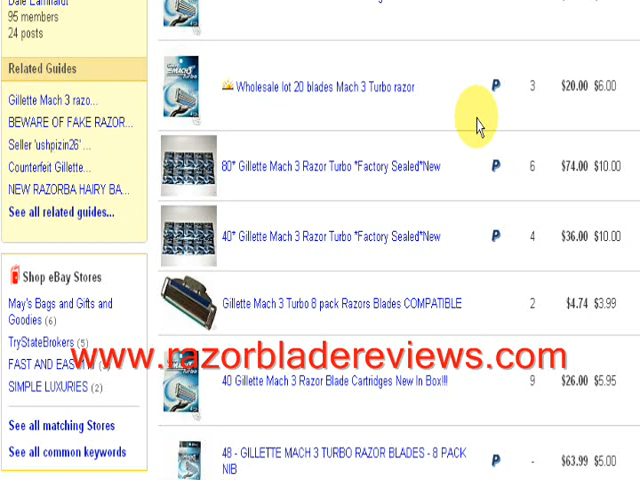 Dale Earnhardt
95 members
24 posts
Related Guides
Gillette Mach 3 razo...
BEWARE OF FAKE RAZOR...
Seller 'ushpizin26' ...
Counterfeit Gillette...
NEW RAZORBA HAIRY BA...
See all related guides...
Shop eBay Stores
May's Bags and Gifts and
Goodies (6)
TryStateBrokers (5)
FAST AND
SIMPLE LUXURIES (2)
See all matching Stores
See all common keywords
Wholesale lot 20 blades Mach 3 Turbo razor 3 $20.00 $6.00
80* Gillette Mach 3 Razor Turbo *Factory Sealed*New 6 $74.00 $10.00
40* Gillette Mach 3 Razor Turbo *Factory Sealed*New 4 $36.00 $10.00
Gillette Mach 3 Turbo 8 pack Razors Blades COMPATIBLE 2 $4.74 $3.99
www.razorbladereviews.com
40 Gillette Mach 3 Razor Blade Cartridges New In Box!!! 9 $26.00 $5.95
48 - GILLETTE MACH 3 TURBO RAZOR BLADES - 8 PACK
NIB - $63.99 $5.00